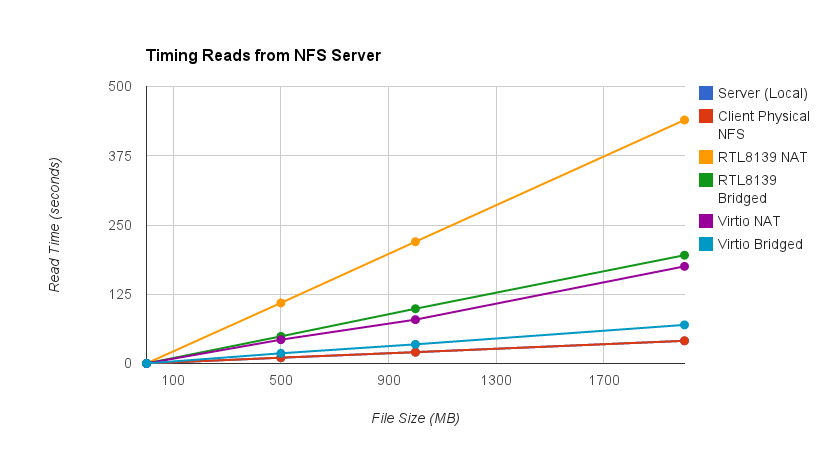 Timing Reads from NFS Server
500
375
250
125
0
Read Time (seconds)
100
500
900
1300
1700
File Size (MB)
Server (Local)
Client Physical
NFS
RTL8139 NAT
RTL8139
Bridged
Virtio NAT
Virtio Bridged